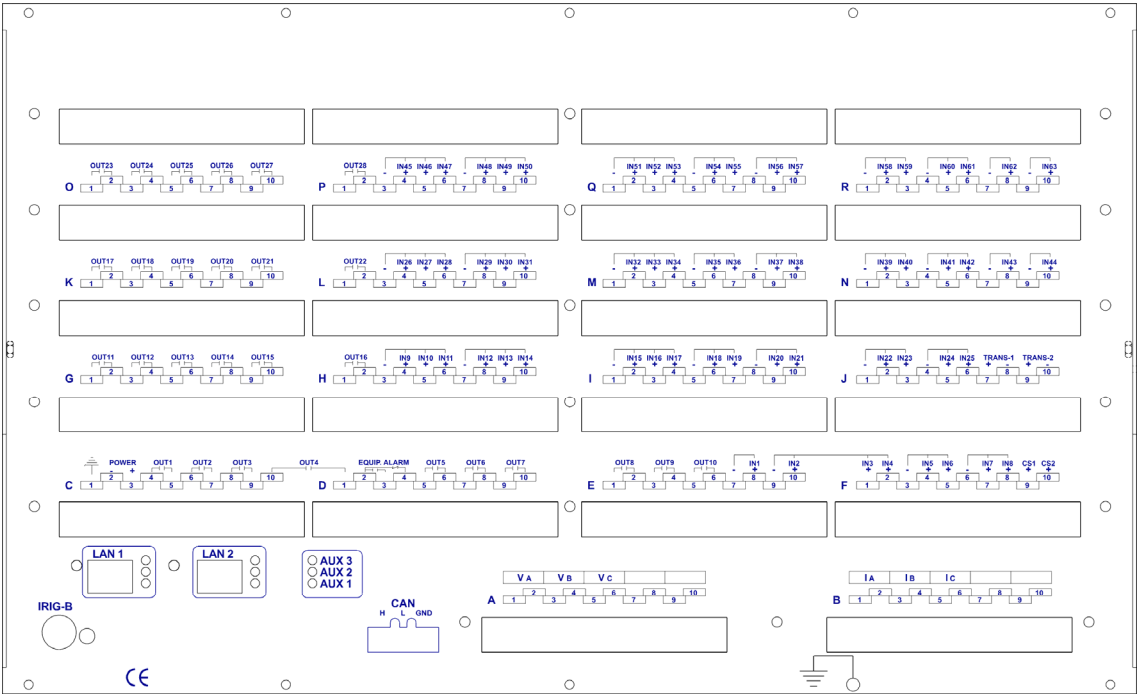 OUT23 OUT24 OUT25 OUT26 OUT27
O 1 2 3 4 5 6 7 8 9 10
OUT28 IN45 IN46 IN47 IN48 IN49 IN50
- + + + - + + +
P 1 2 3 4 5 6 7 8 9 10
IN51 IN52 IN53 IN54 IN55 IN56 IN57
- + + + - + + - + +
Q 1 2 3 4 5 6 7 8 9 10
IN58 IN59 IN60 IN61 IN62 IN63
- + + - + + - + - +
R 1 2 3 4 5 6 7 8 9 10
OUT17 OUT18 OUT19 OUT20 OUT21
K 1 2 3 4 5 6 7 8 9 10
OUT22 IN26 IN27 IN28 IN29 IN30 IN31
- + + + - + + +
L 1 2 3 4 5 6 7 8 9 10
IN32 IN33 IN34 IN35 IN36 IN37 IN38
- + + + - + + - + +
M 1 2 3 4 5 6 7 8 9 10
IN39 IN40 IN41 IN42 IN43 IN44
- + + - + + - + - +
N 1 2 3 4 5 6 7 8 9 10
OUT11 OUT12 OUT13 OUT14 OUT15
G 1 2 3 4 5 6 7 8 9 10
OUT16 IN9 IN10 IN11 IN12 IN13 IN14
- + + + - + + +
H 1 2 3 4 5 6 7 8 9 10
IN15 IN16 IN17 IN18 IN19 IN20 IN21
- + + + - + + - + +
I 1 2 3 4 5 6 7 8 9 10
IN22 IN23 IN24 IN25 TRANS-1 TRANS-2
- + + - + + + - + -
J 1 2 3 4 5 6 7 8 9 10
POWER OUT1 OUT2 OUT3 OUT4
- +
C 1 2 3 4 5 6 7 8 9 10
EQUIP. ALARM OUT5 OUT6 OUT7
D 1 2 3 4 5 6 7 8 9 10
OUT8 OUT9 OUT10 IN1 IN2
- + - +
E 1 2 3 4 5 6 7 8 9 10
IN3 IN4 IN5 IN6 IN7 IN8 CS1 CS2
+ + - + + - + + + +
F 1 2 3 4 5 6 7 8 9 10
LAN 1
LAN 2
AUX 3
AUX 2
AUX 1
VA VB VC
A 1 2 3 4 5 6 7 8 9 10
IA IB IC
B 1 2 3 4 5 6 7 8 9 10
IRIG-B
CAN
H L GND
CE